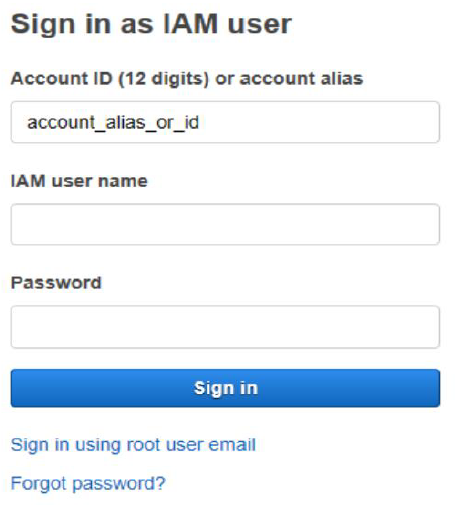 Sign in as IAM user
Account ID (12 digits) or account alias
account_alias_or_id
IAM user name
Password
Sign in
Sign in using root user email
Forgot password?